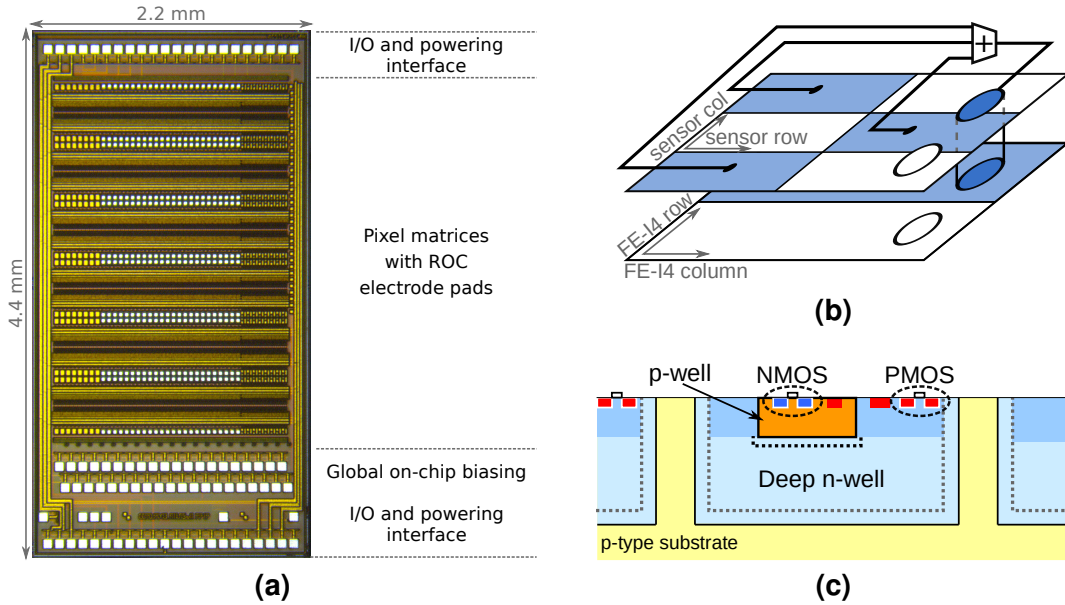 2.2 mm
4.4 mm
I/O and powering
interface
Pixel matrices
with ROC
electrode pads
Global on-chip biasing
I/O and powering
interface
(a)
+
sensor col
sensor row
FE-I4 row
FE-I4 column
(b)
p-well
NMOS
PMOS
Deep n-well
p-type substrate
(c)